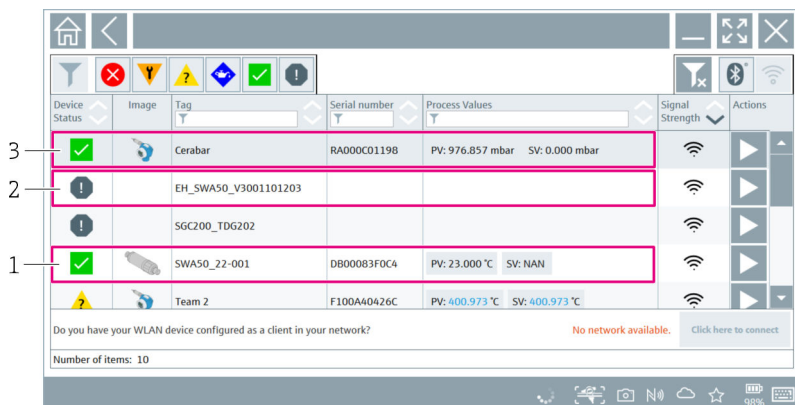 Device Status
Image
Tag
Serial number
Process Values
Signal Strength
Actions
3
Cerabar
RA000C01198
PV: 976.857 mbar
SV: 0.000 mbar
2
EH_SWA50_V3001101203
SGC200_TDG202
1
SWA50_22-001
DB00083F0C4
PV: 23.000 °C
SV: NAN
Team 2
F100A40426C
PV: 400.973 °C
SV: 400.973 °C
Do you have your WLAN device configured as a client in your network?
No network available.
Click here to connect
Number of items: 10
98%